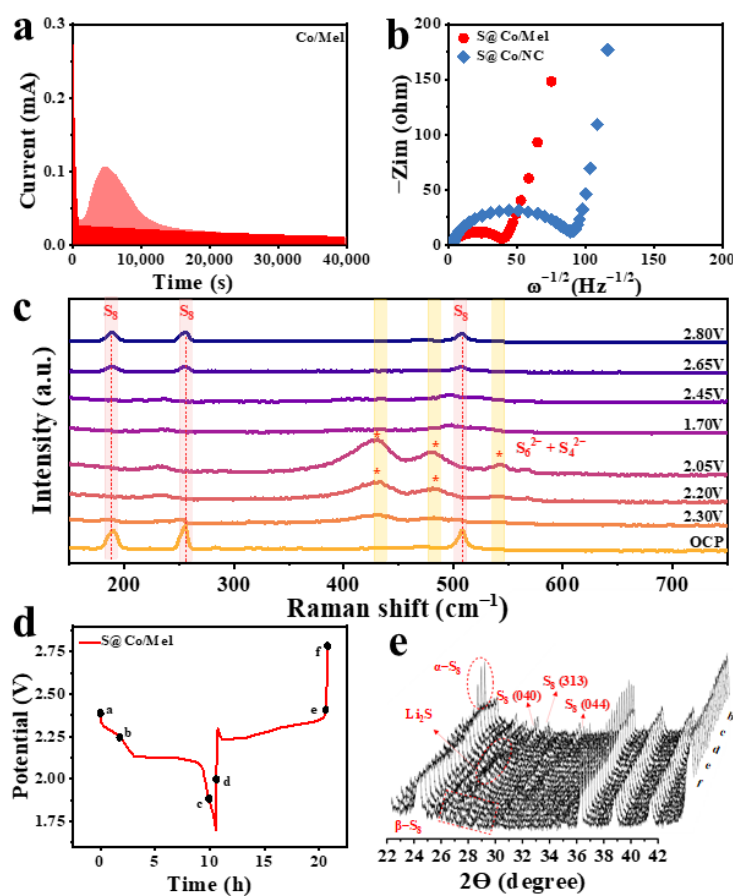 a
Co/Mel
0.3
0.2
0.1
0.0
Current (mA)
0
10,000
20,000
30,000
40,000
Time (s)
b
S@Co/Mel
S@Co/NC
200
150
100
50
0
−Zim (ohm)
0
50
100
150
200
ω⁻¹/² (Hz⁻¹/²)
c
S₈
S₈
S₈
2.80V
2.65V
2.45V
1.70V
S₆²⁻ + S₄²⁻
2.05V
2.20V
2.30V
OCP
* * *
* *
Intensity (a.u.)
200
300
400
500
600
700
Raman shift (cm⁻¹)
d
S@Co/Mel
2.75
2.50
2.25
2.00
1.75
Potential (V)
a
b
c
d
e
f
0
5
10
15
20
Time (h)
e
α−S₈
S₈ (040)
S₈ (313)
S₈ (044)
Li₂S
β−S₈
b
c
d
e
f
22
25
26
27
28
29
30
36
38
40
42
2Θ (degree)